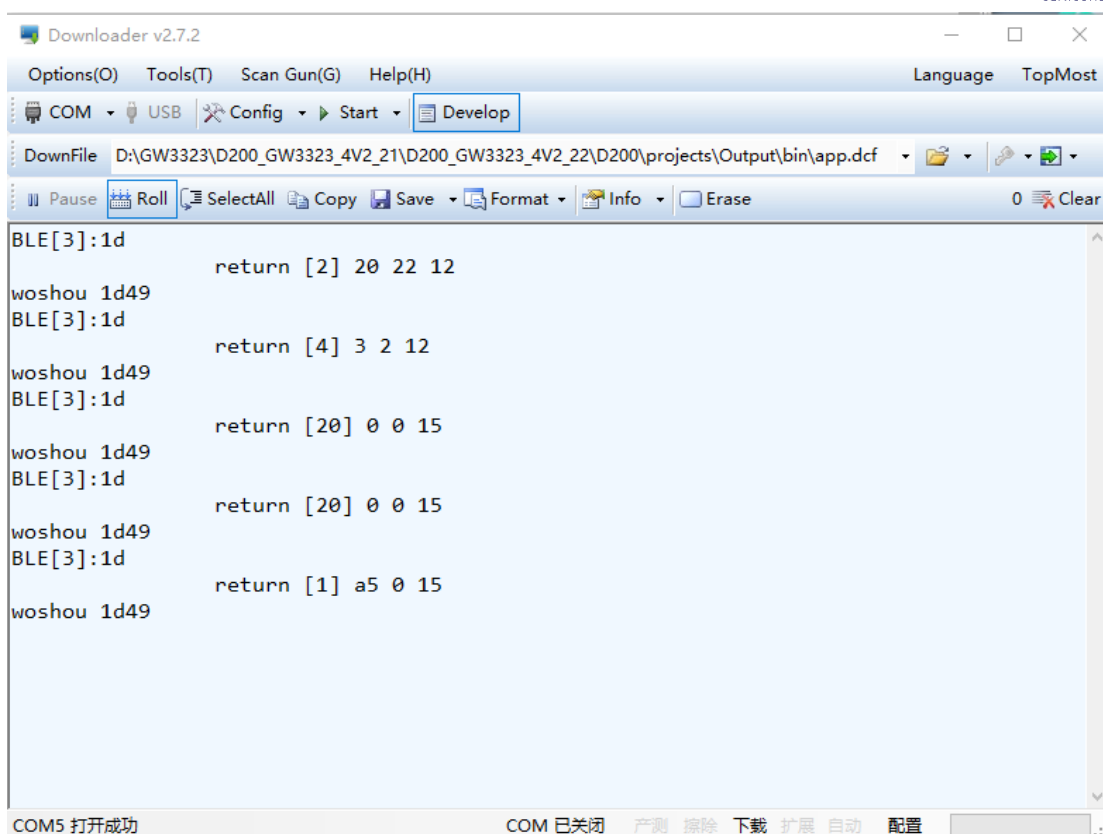 Downloader v2.7.2
Options(O) Tools(T) Scan Gun(G) Help(H) Language TopMost
COM USB Config Start Develop
DownFile D:\GW3323\D200_GW3323_4V2_21\D200_GW3323_4V2_22\D200\projects\Output\bin\app.dcf
Pause Roll SelectAll Copy Save Format Info Erase 0 Clear
BLE[3]:1d
return [2] 20 22 12
woshou 1d49
BLE[3]:1d
return [4] 3 2 12
woshou 1d49
BLE[3]:1d
return [20] 0 0 15
woshou 1d49
BLE[3]:1d
return [20] 0 0 15
woshou 1d49
BLE[3]:1d
return [1] a5 0 15
woshou 1d49
COM5 打开成功 COM 已关闭 产测 擦除 下载 扩展 自动 配置